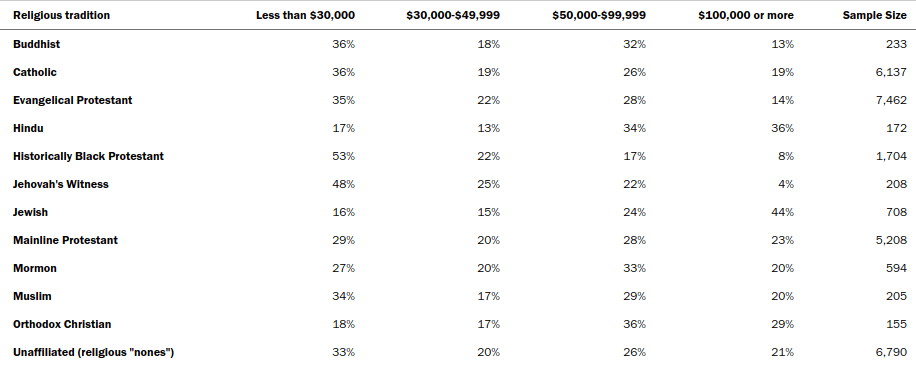 Religious tradition Less than $30,000 $30,000-$49,999 $50,000-$99,999 $100,000 or more Sample Size
Buddhist 36% 18% 32% 13% 233
Catholic 36% 19% 26% 19% 6,137
Evangelical Protestant 35% 22% 28% 14% 7,462
Hindu 17% 13% 34% 36% 172
Historically Black Protestant 53% 22% 17% 8% 1,704
Jehovah's Witness 48% 25% 22% 4% 208
Jewish 16% 15% 24% 44% 708
Mainline Protestant 29% 20% 28% 23% 5,208
Mormon 27% 20% 33% 20% 594
Muslim 34% 17% 29% 20% 205
Orthodox Christian 18% 17% 36% 29% 155
Unaffiliated (religious "nones") 33% 20% 26% 21% 6,790